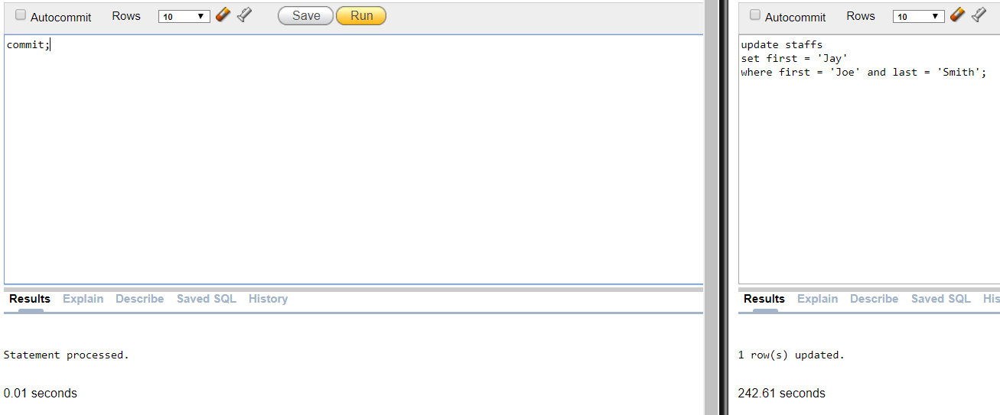 Autocommit Rows 10 Save Run
commit;
Results Explain Describe Saved SQL History
Statement processed.
0.01 seconds
Autocommit Rows 10
update staffs
set first = 'Jay'
where first = 'Joe' and last = 'Smith';
Results Explain Describe Saved SQL His
1 row(s) updated.
242.61 seconds